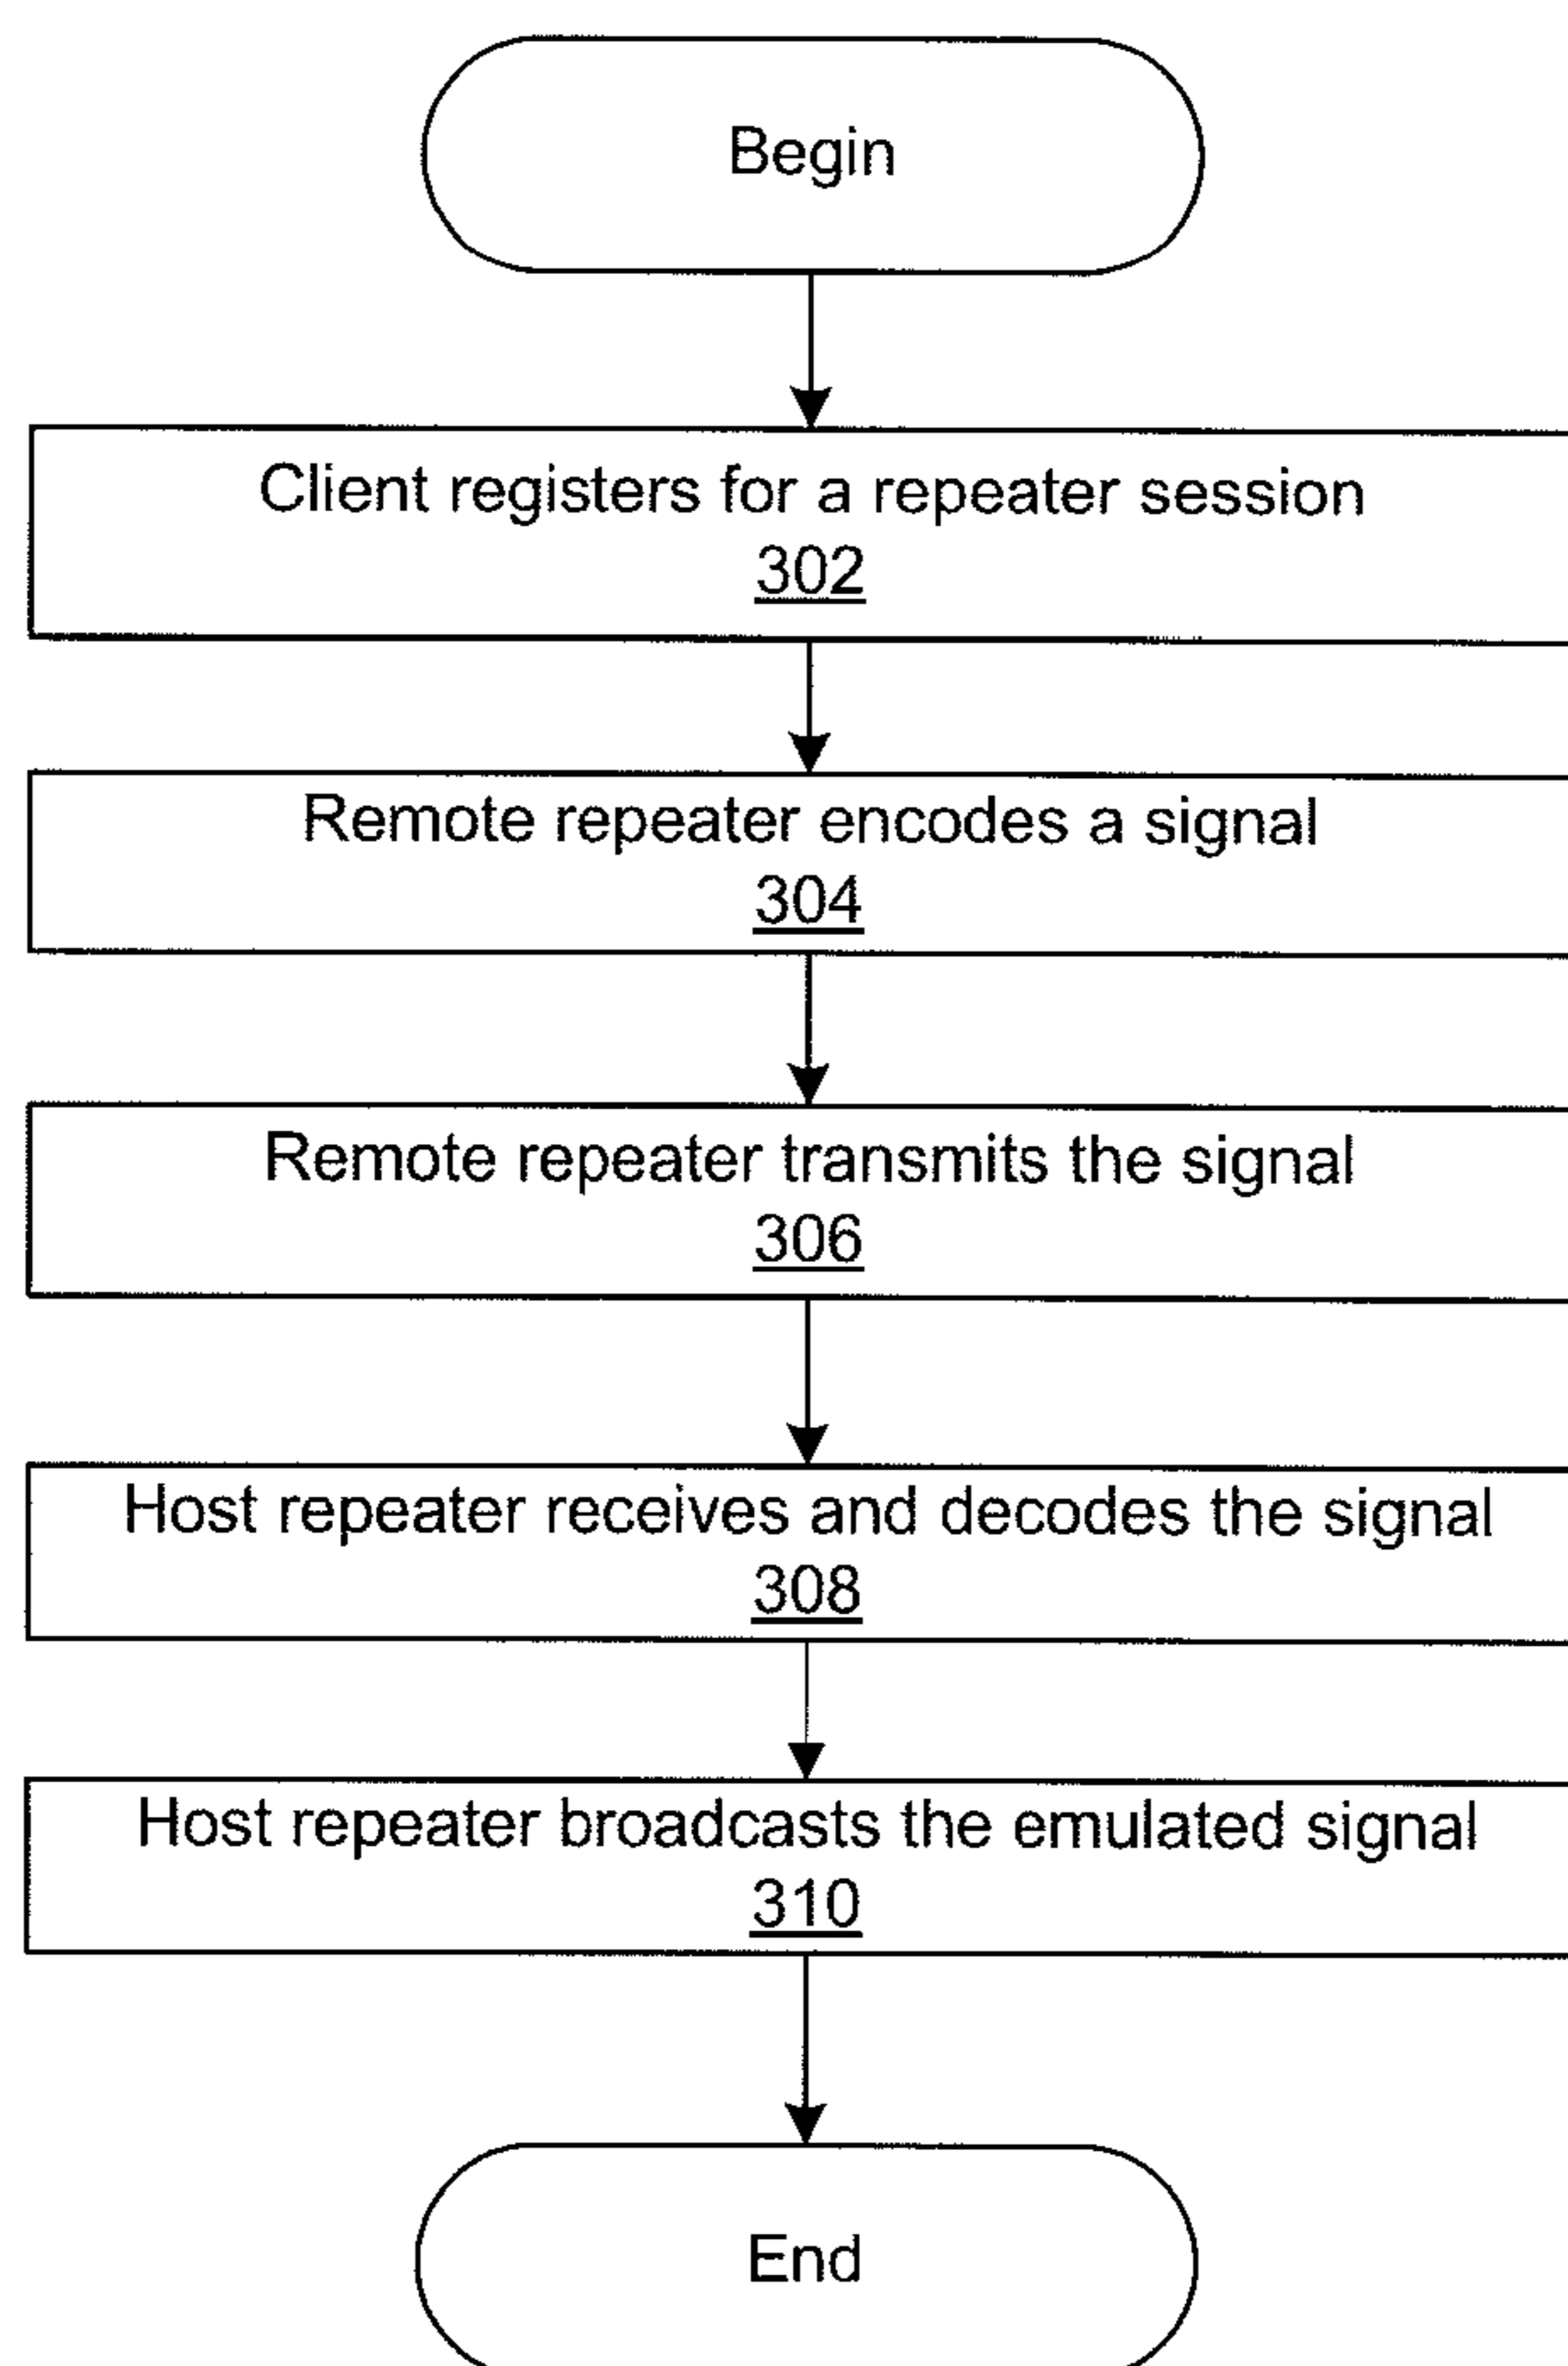 Begin
Client registers for a repeater session
302
Remote repeater encodes a signal
304
Remote repeater transmits the signal
306
Host repeater receives and decodes the signal
308
Host repeater broadcasts the emulated signal
310
End